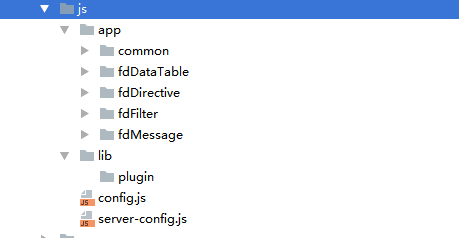 js
app
common
fdDataTable
fdDirective
fdFilter
fdMessage
lib
plugin
config.js
server-config.js